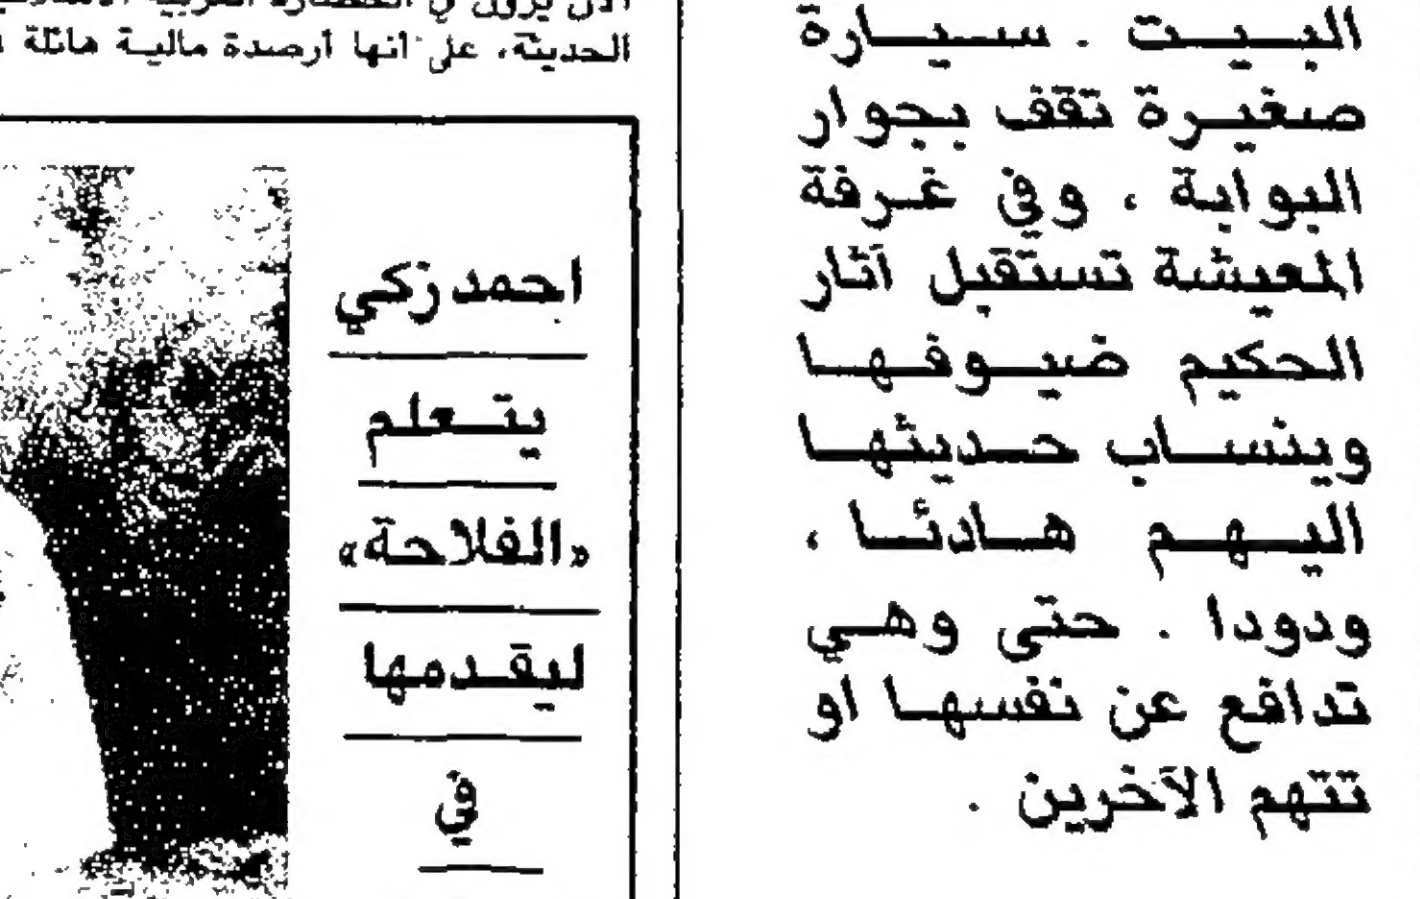 البيت . سيارة
صغيرة تقف بجوار
البوابة ، وفي غرفة
المعيشة تستقبل آثار
الحكيم ضيوفها
وينساب حديثها
اليهم هادئا ،
ودودا . حتى وهي
تدافع عن نفسها او
تتهم الآخرين .
الحديثة، على أنها أرصدة مالية هائلة
احمد زكي
يتعلم
«الفلاحة»
ليقدمها
في